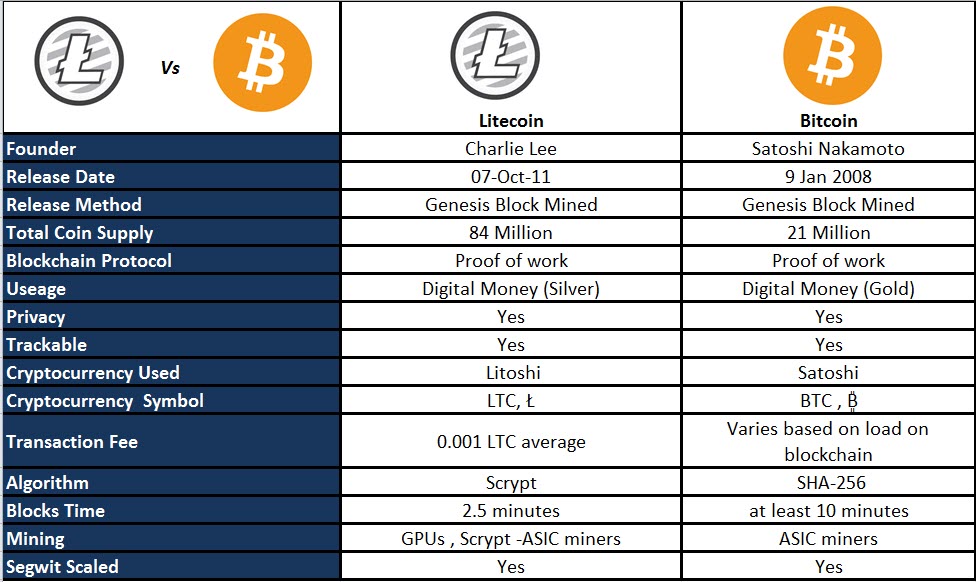 Vs
Litecoin Bitcoin
Founder Charlie Lee Satoshi Nakamoto
Release Date 07-Oct-11 9 Jan 2008
Release Method Genesis Block Mined Genesis Block Mined
Total Coin Supply 84 Million 21 Million
Blockchain Protocol Proof of work Proof of work
Useage Digital Money (Silver) Digital Money (Gold)
Privacy Yes Yes
Trackable Yes Yes
Cryptocurrency Used Litoshi Satoshi
Cryptocurrency  Symbol LTC, Ł BTC , ₿
Transaction Fee 0.001 LTC average Varies based on load on
blockchain
Algorithm Scrypt SHA-256
Blocks Time 2.5 minutes at least 10 minutes
Mining GPUs , Scrypt -ASIC miners ASIC miners
Segwit Scaled Yes Yes